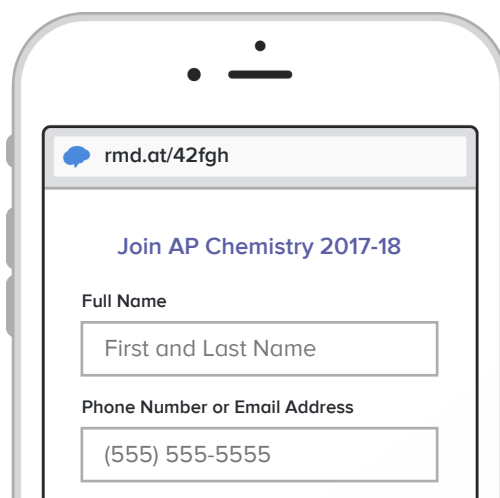 rmd.at/42fgh
Join AP Chemistry 2017-18
Full Name
First and Last Name
Phone Number or Email Address
(555) 555-5555